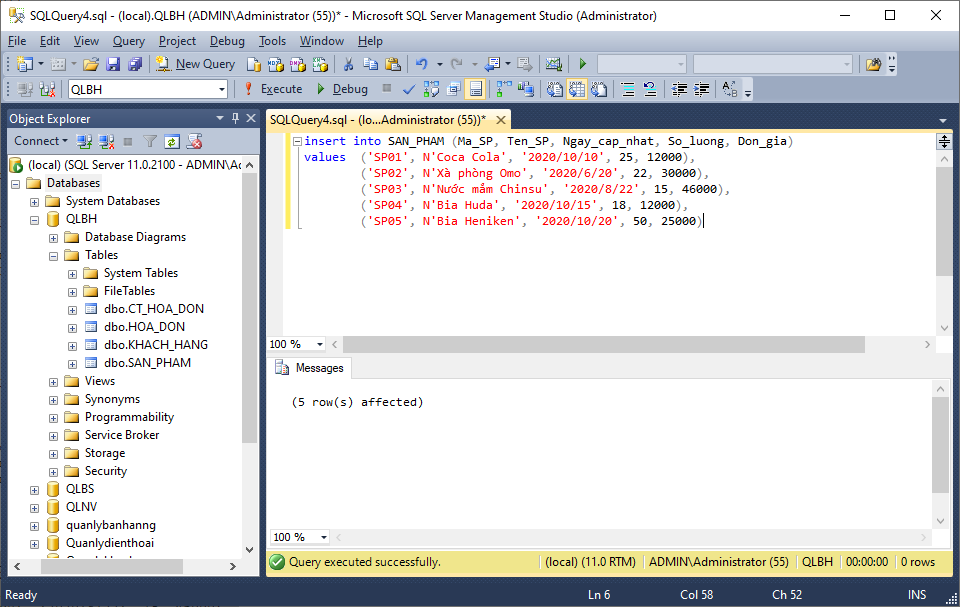 SQLQuery4.sql - (local).QLBH (ADMIN\Administrator (55))* - Microsoft SQL Server Management Studio (Administrator)
File Edit View Query Project Debug Tools Window Help
New Query
QLBH Execute Debug
Object Explorer
Connect
(local) (SQL Server 11.0.2100 - ADMIN\Ac
Databases
System Databases
QLBH
Database Diagrams
Tables
System Tables
FileTables
dbo.CT_HOA_DON
dbo.HOA_DON
dbo.KHACH_HANG
dbo.SAN_PHAM
Views
Synonyms
Programmability
Service Broker
Storage
Security
QLBS
QLNV
quanlybanhanng
Quanlydienthoai
SQLQuery4.sql - (lo...Administrator (55))*
insert into SAN_PHAM (Ma_SP, Ten_SP, Ngay_cap_nhat, So_luong, Don_gia)
values ('SP01', N'Coca Cola', '2020/10/10', 25, 12000),
('SP02', N'Xà phòng Omo', '2020/6/20', 22, 30000),
('SP03', N'Nước mắm Chinsu', '2020/8/22', 15, 46000),
('SP04', N'Bia Huda', '2020/10/15', 18, 12000),
('SP05', N'Bia Heniken', '2020/10/20', 50, 25000)
100 %
Messages
(5 row(s) affected)
100 %
Query executed successfully. (local) (11.0 RTM) ADMIN\Administrator (55) QLBH 00:00:00 0 rows
Ready Ln 6 Col 58 Ch 52 INS